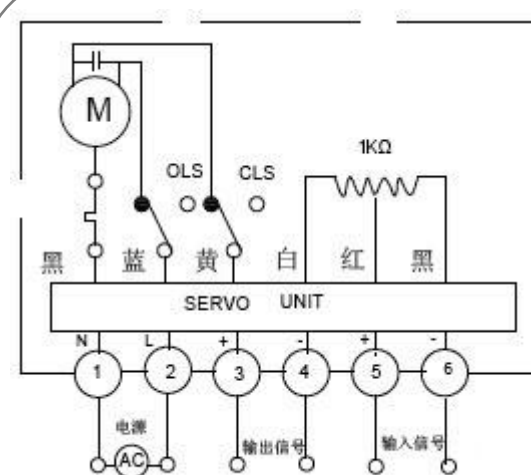 M
1KΩ
OLS CLS
黑 蓝 黄 白 红 黑
SERVO UNIT
N L + - + -
1 2 3 4 5 6
电源 输出信号 输入信号
AC